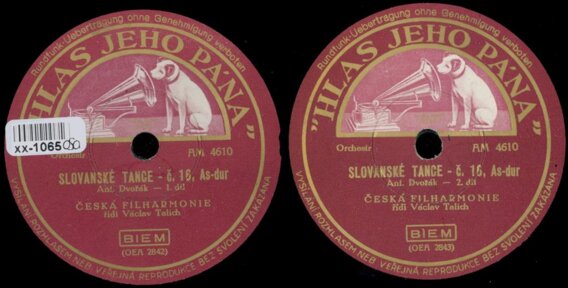 Rundfunk-Uebertragung ohne Genehmigung verboten
"HLAS JEHO PÁNA"
xx-1065
Orchestr
AM 4610
SLOVANSKÉ TANCE - č. 16, As-dur
Ant. Dvořák - 1. díl
ČESKÁ FILHARMONIE
řídí Václav Talich
BIEM
(OEA 2842)
VYSÍLÁNÍ ROZHLASEM NEB VEŘEJNÁ REPRODUKCE BEZ SVOLENÍ ZAKÁZÁNA
Rundfunk-Uebertragung ohne Genehmigung verboten
"HLAS JEHO PÁNA"
Orchestr
AM 4610
SLOVANSKÉ TANCE - č. 16, As-dur
Ant. Dvořák - 2. díl
ČESKÁ FILHARMONIE
řídí Václav Talich
BIEM
(OEA 2843)
VYSÍLÁNÍ ROZHLASEM NEB VEŘEJNÁ REPRODUKCE BEZ SVOLENÍ ZAKÁZÁNA